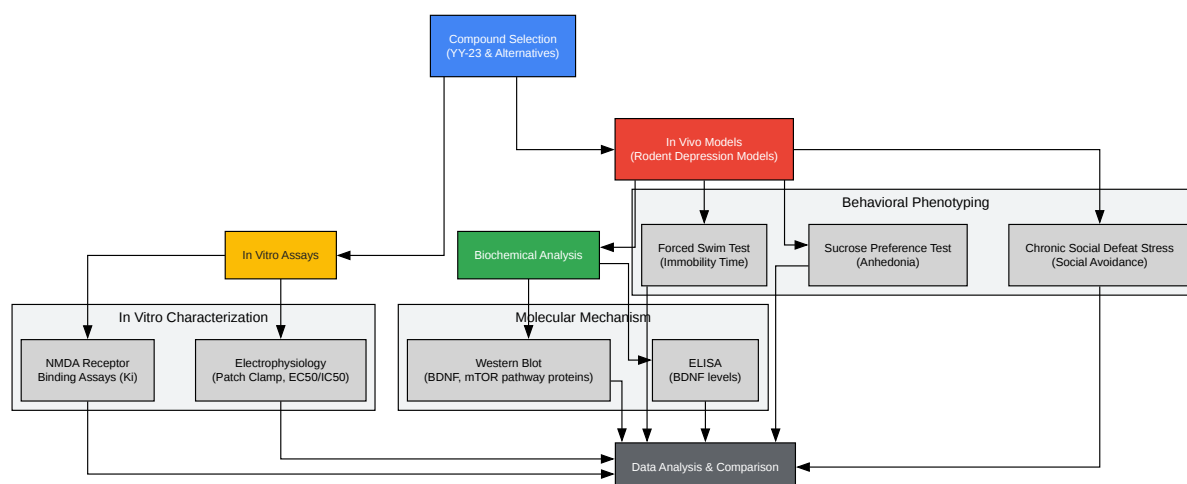 Compound Selection
(YY-23 & Alternatives)
In Vivo Models
(Rodent Depression Models)
Behavioral Phenotyping
Forced Swim Test
(Immobility Time)
Sucrose Preference Test
(Anhedonia)
Chronic Social Defeat Stress
(Social Avoidance)
In Vitro Assays
Biochemical Analysis
In Vitro Characterization
NMDA Receptor
Binding Assays (Ki)
Electrophysiology
(Patch Clamp, EC50/IC50)
Molecular Mechanism
Western Blot
(BDNF, mTOR pathway proteins)
ELISA
(BDNF levels)
Data Analysis & Comparison